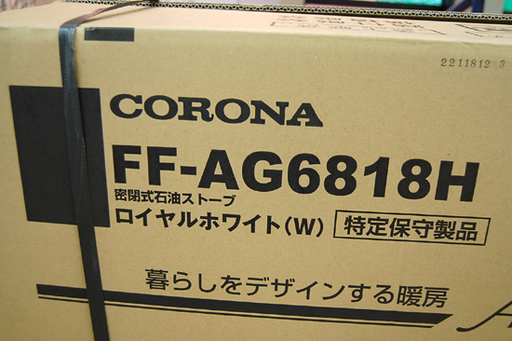 2211812 3
CORONA
FF-AG6818H
密閉式石油ストーブ
ロイヤルホワイト(W) 特定保守製品
暮らしをデザインする暖房